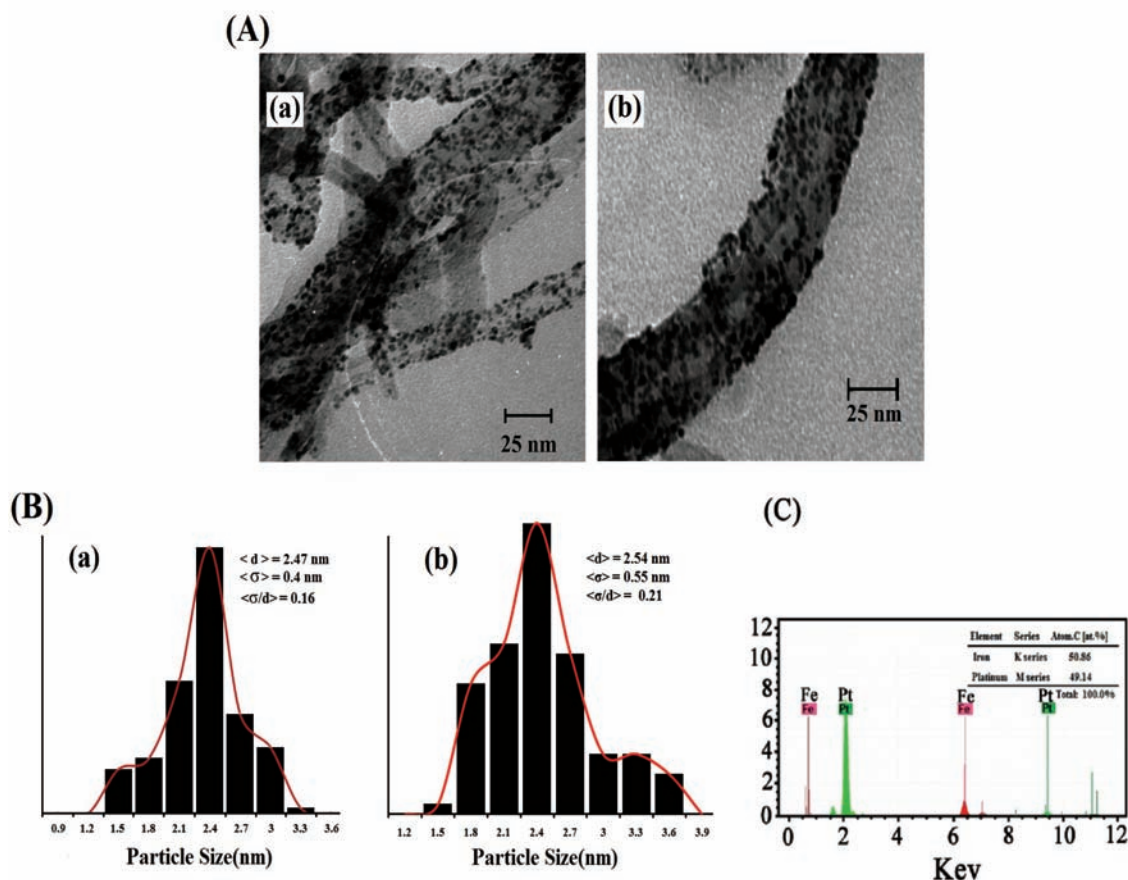 (A)
(a)
(b)
25 nm
25 nm
(B)
(a)
< d > = 2.47 nm
< σ > = 0.4 nm
<σ/d> = 0.16
0.9 1.2 1.5 1.8 2.1 2.4 2.7 3 3.3 3.6
Particle Size(nm)
(b)
<d> = 2.54 nm
<σ> = 0.55 nm
<σ/d> = 0.21
1.2 1.5 1.8 2.1 2.4 2.7 3 3.3 3.6 3.9
Particle Size(nm)
(C)
12
10
8
6
4
2
0
Element Series Atom.C [at.%]
Iron K series 50.86
Platinum M series 49.14
Total: 100.0%
Fe Pt Fe Pt
Fe Pt Fe Pt
0 2 4 6 8 10 12
Kev